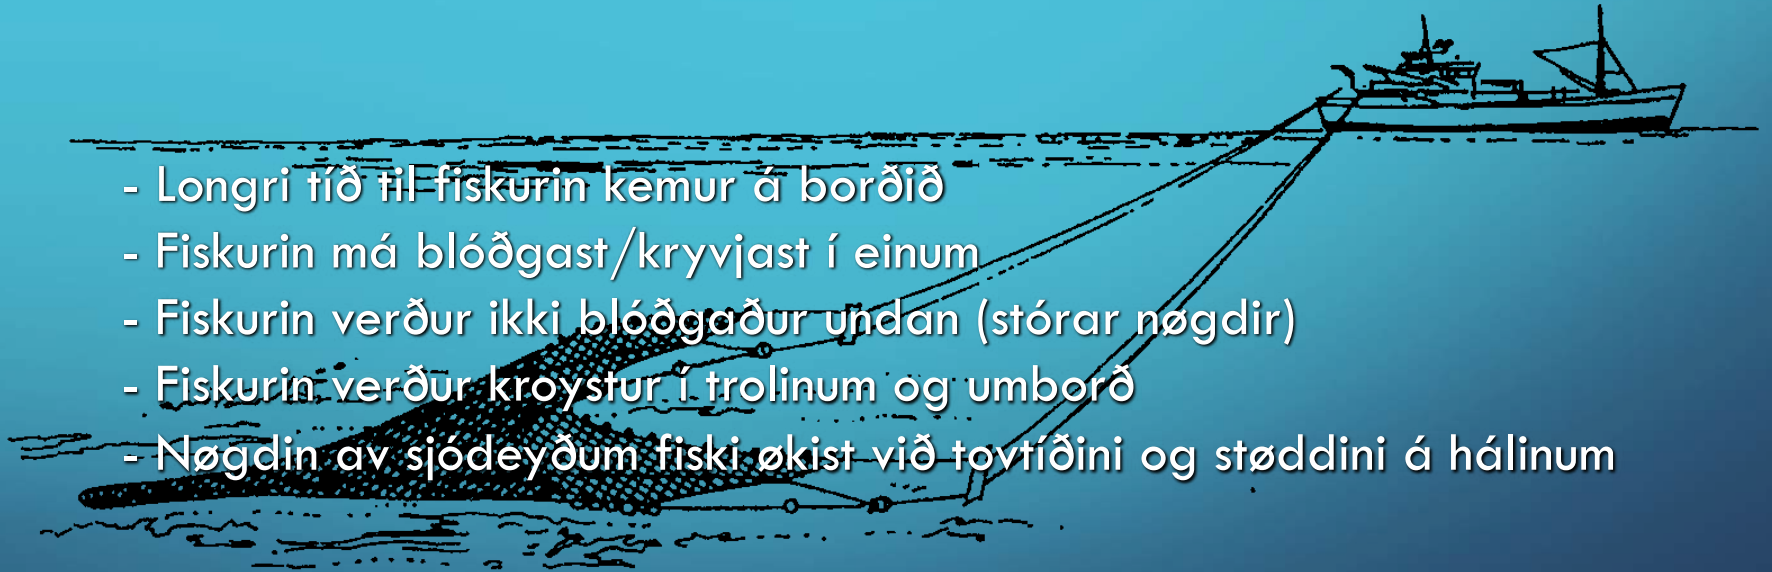 - Longri tíð til fiskurin kemur á borðið
- Fiskurin má blóðgast/kryvjast í einum
- Fiskurin verður ikki blóðgaður undan (stórar nøgdir)
- Fiskurin verður kroystur í trolinum og umborð
- Nøgdin av sjódeyðum fiski økist við tovtíðini og støddini á hálinum